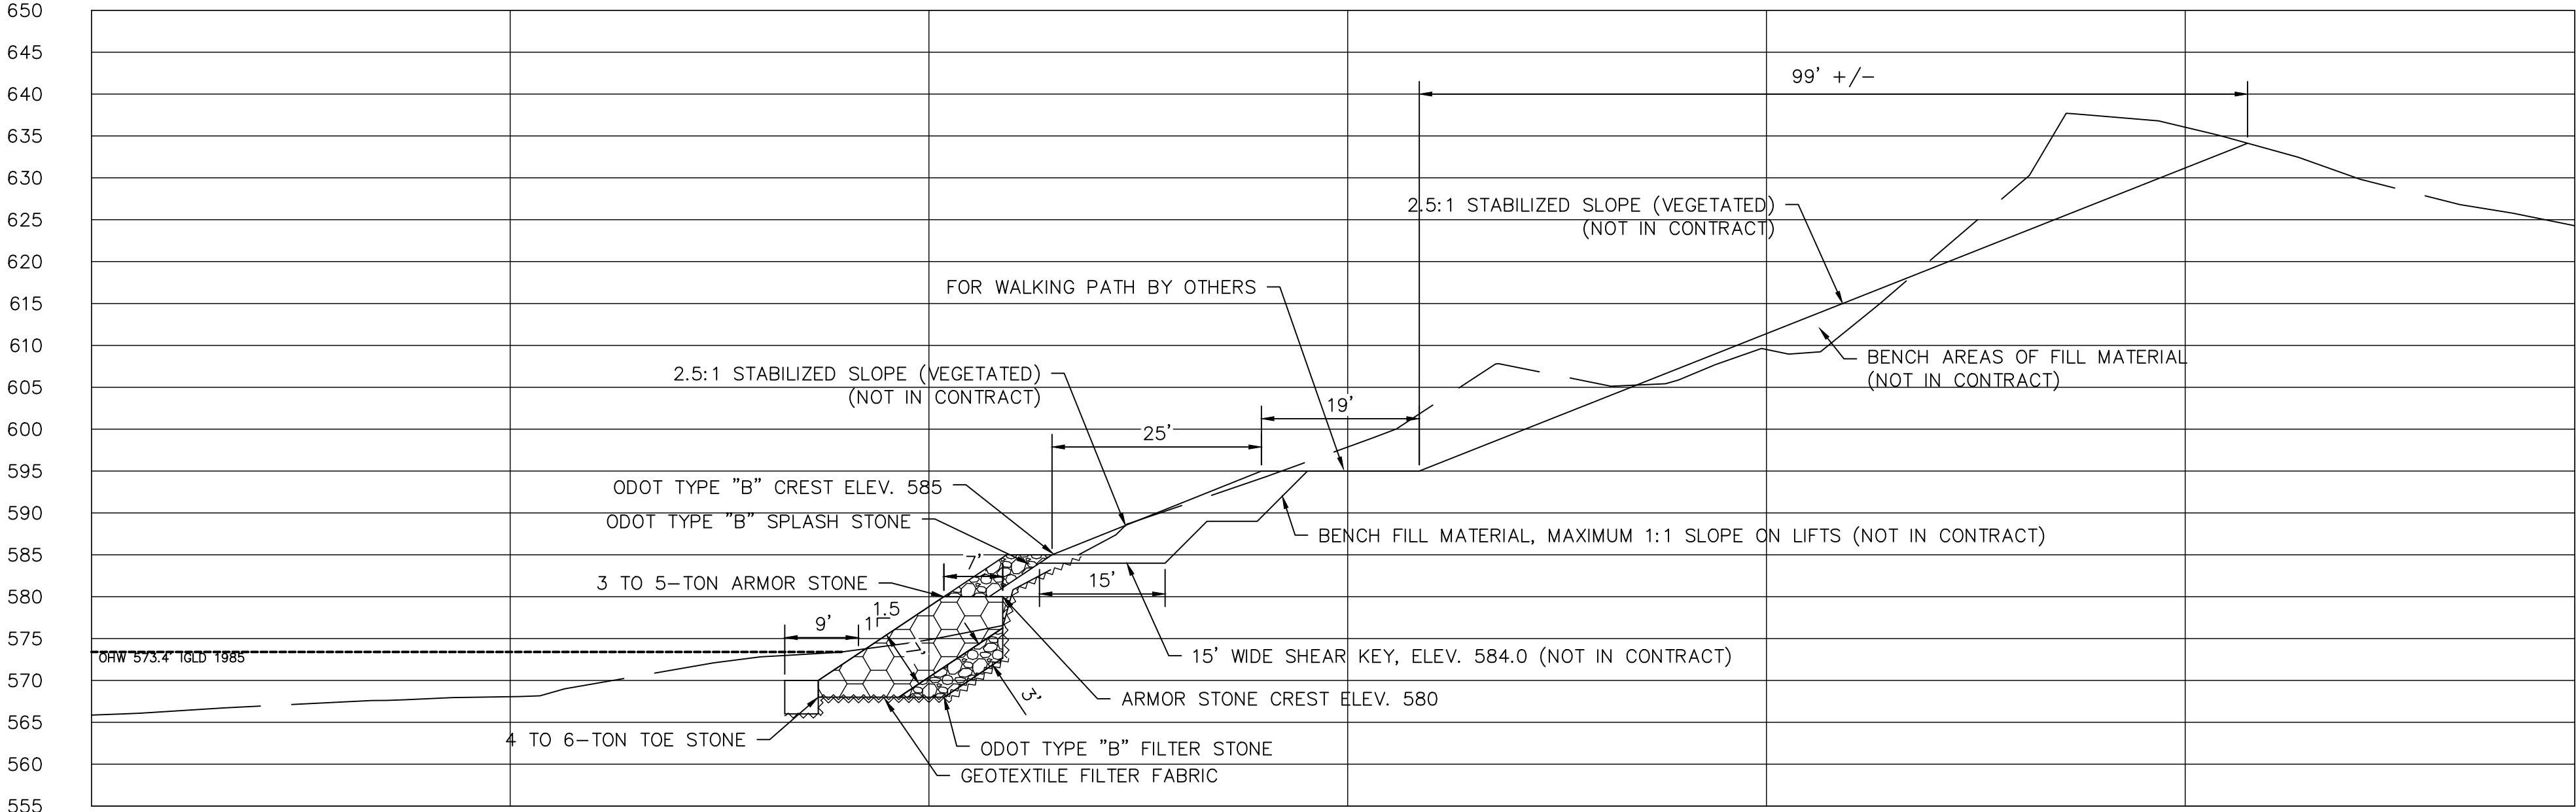 650
645
640
635
630
625
620
615
610
605
600
595
590
585
580
575
570
565
560
555
99' +/-
2.5:1 STABILIZED SLOPE (VEGETATED)
(NOT IN CONTRACT)
FOR WALKING PATH BY OTHERS
BENCH AREAS OF FILL MATERIAL
(NOT IN CONTRACT)
2.5:1 STABILIZED SLOPE (VEGETATED)
(NOT IN CONTRACT)
19'
25'
ODOT TYPE "B" CREST ELEV. 585
ODOT TYPE "B" SPLASH STONE
BENCH FILL MATERIAL, MAXIMUM 1:1 SLOPE ON LIFTS (NOT IN CONTRACT)
7'
3 TO 5-TON ARMOR STONE
15'
1.5
1
9'
OHW 573.4' IGLD 1985
7'
15' WIDE SHEAR KEY, ELEV. 584.0 (NOT IN CONTRACT)
3'
ARMOR STONE CREST ELEV. 580
4 TO 6-TON TOE STONE
ODOT TYPE "B" FILTER STONE
GEOTEXTILE FILTER FABRIC